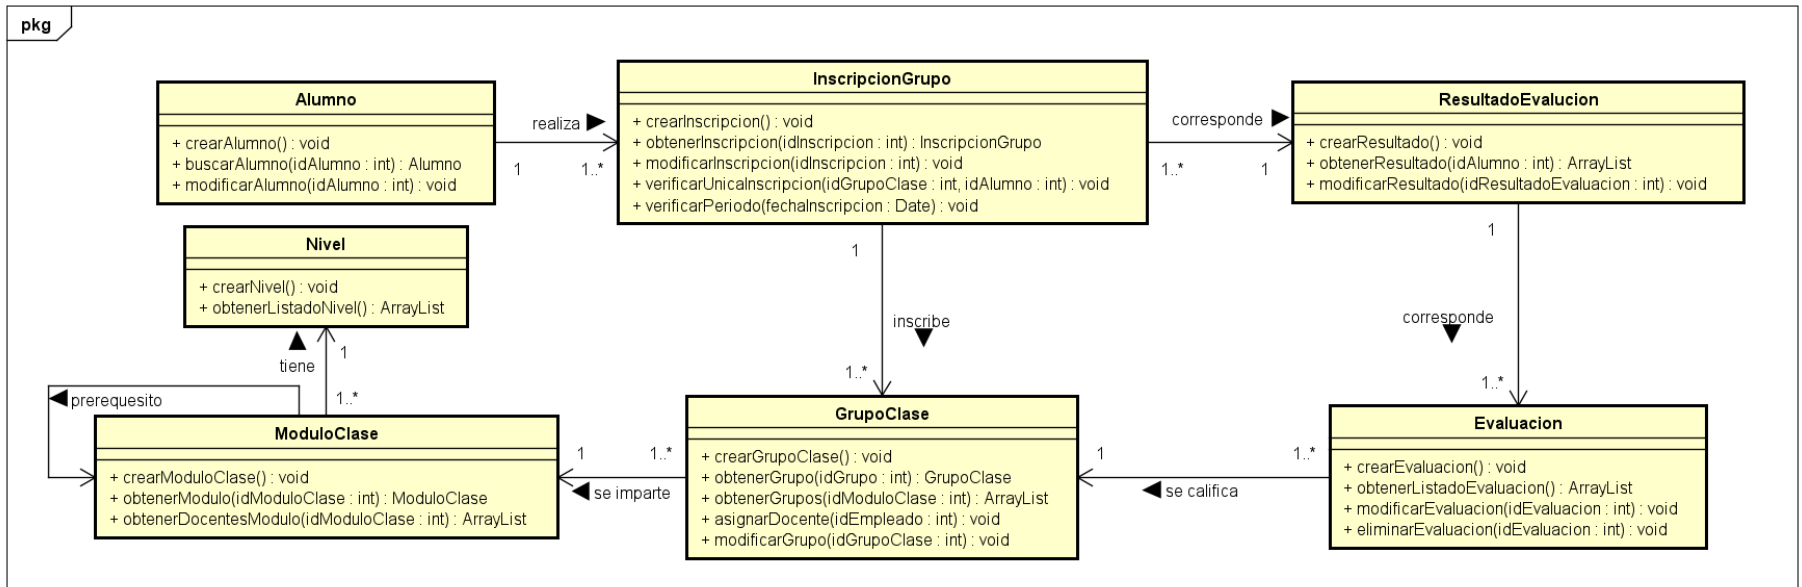 pkg
Alumno
+ crearAlumno() : void
+ buscarAlumno(idAlumno : int) : Alumno
+ modificarAlumno(idAlumno : int) : void
realiza
1
1..*
InscripcionGrupo
+ crearInscripcion() : void
+ obtenerInscripcion(idInscripcion : int) : InscripcionGrupo
+ modificarInscripcion(idInscripcion : int) : void
+ verificarUnicaInscripcion(idGrupoClase : int, idAlumno : int) : void
+ verificarPeriodo(fechaInscripcion : Date) : void
corresponde
1..*
1
ResultadoEvalucion
+ crearResultado() : void
+ obtenerResultado(idAlumno : int) : ArrayList
+ modificarResultado(idResultadoEvaluacion : int) : void
Nivel
+ crearNivel() : void
+ obtenerListadoNivel() : ArrayList
1
tiene
1..*
prerequesito
1
inscribe
1..*
1
corresponde
1..*
ModuloClase
+ crearModuloClase() : void
+ obtenerModulo(idModuloClase : int) : ModuloClase
+ obtenerDocentesModulo(idModuloClase : int) : ArrayList
1
1..*
se imparte
GrupoClase
+ crearGrupoClase() : void
+ obtenerGrupo(idGrupo : int) : GrupoClase
+ obtenerGrupos(idModuloClase : int) : ArrayList
+ asignarDocente(idEmpleado : int) : void
+ modificarGrupo(idGrupoClase : int) : void
1
1..*
se califica
Evaluacion
+ crearEvaluacion() : void
+ obtenerListadoEvaluacion() : ArrayList
+ modificarEvaluacion(idEvaluacion : int) : void
+ eliminarEvaluacion(idEvaluacion : int) : void